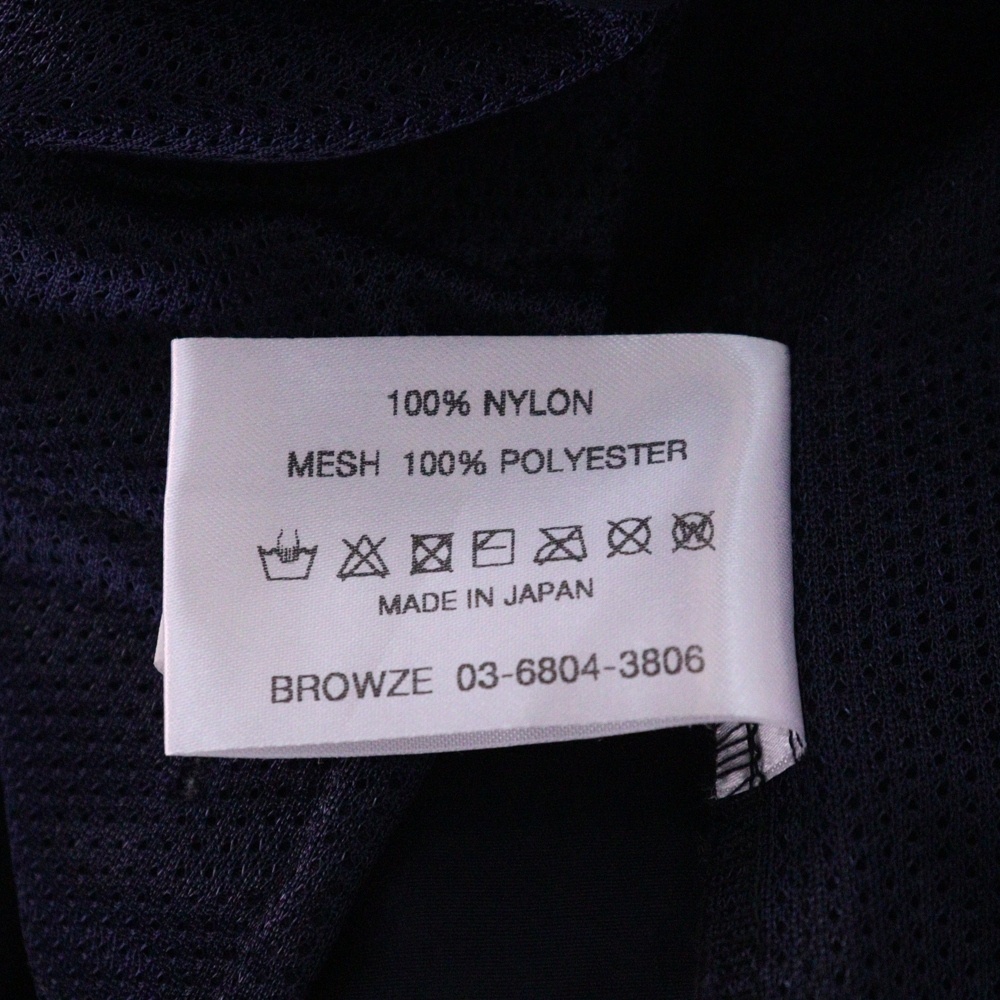 100% NYLON
MESH 100% POLYESTER
MADE IN JAPAN
BROWZE 03-6804-3806